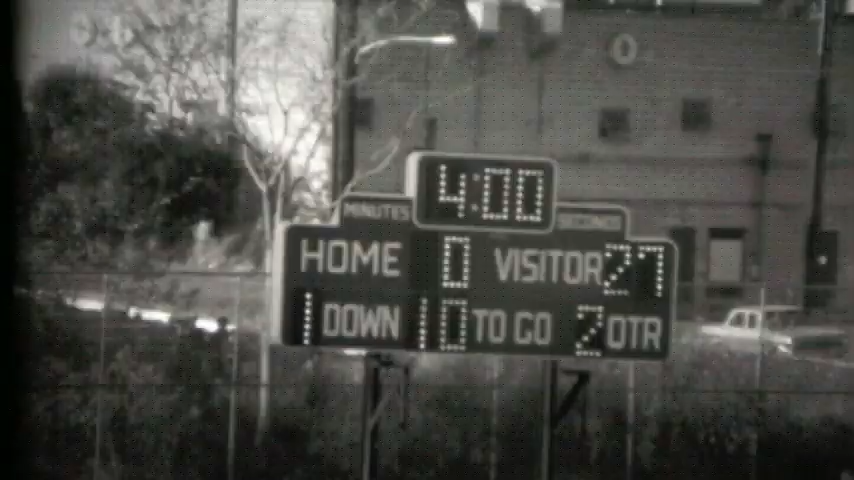 4:00
MINUTES SECONDS
HOME 0 VISITOR 27
1 DOWN 10 TO GO 2 QTR